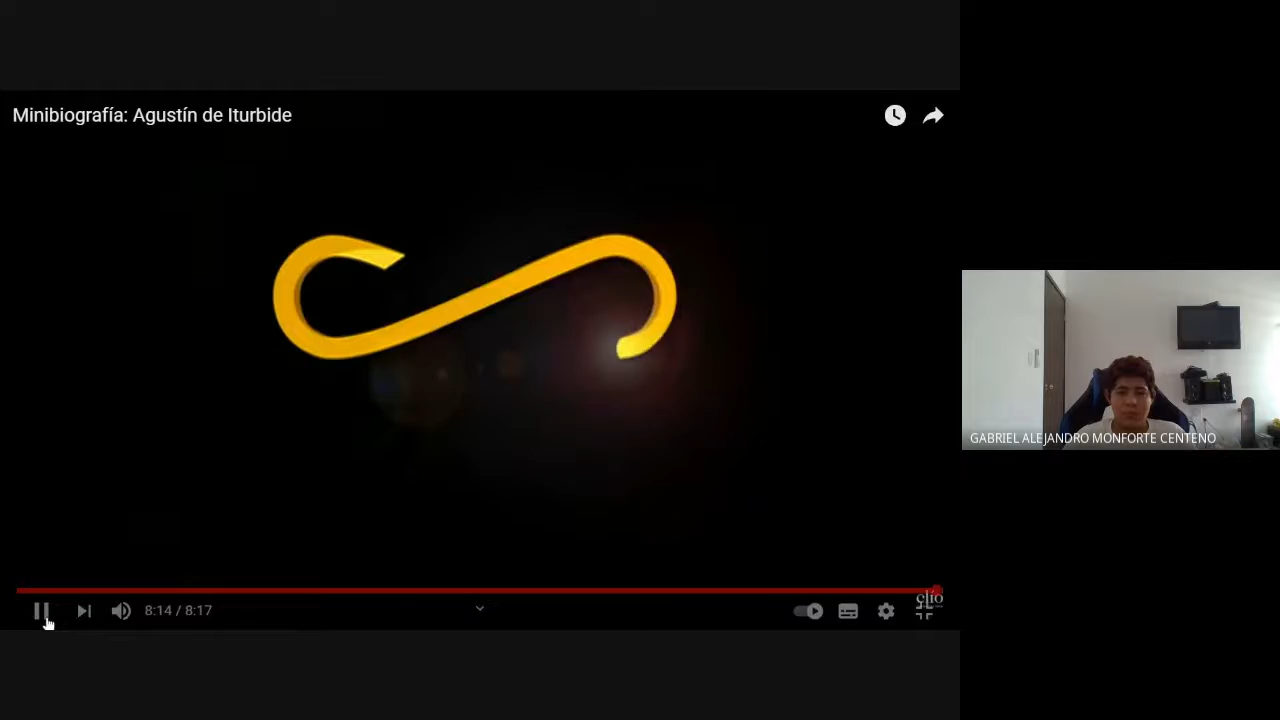 Minibiografía: Agustín de Iturbide
GABRIEL ALEJANDRO MONFORTE CENTENO
8:14 / 8:17
clío